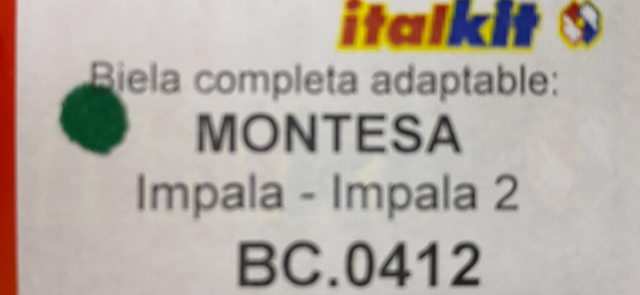 italkit
Biela completa adaptable:
MONTESA
Impala - Impala 2
BC.0412